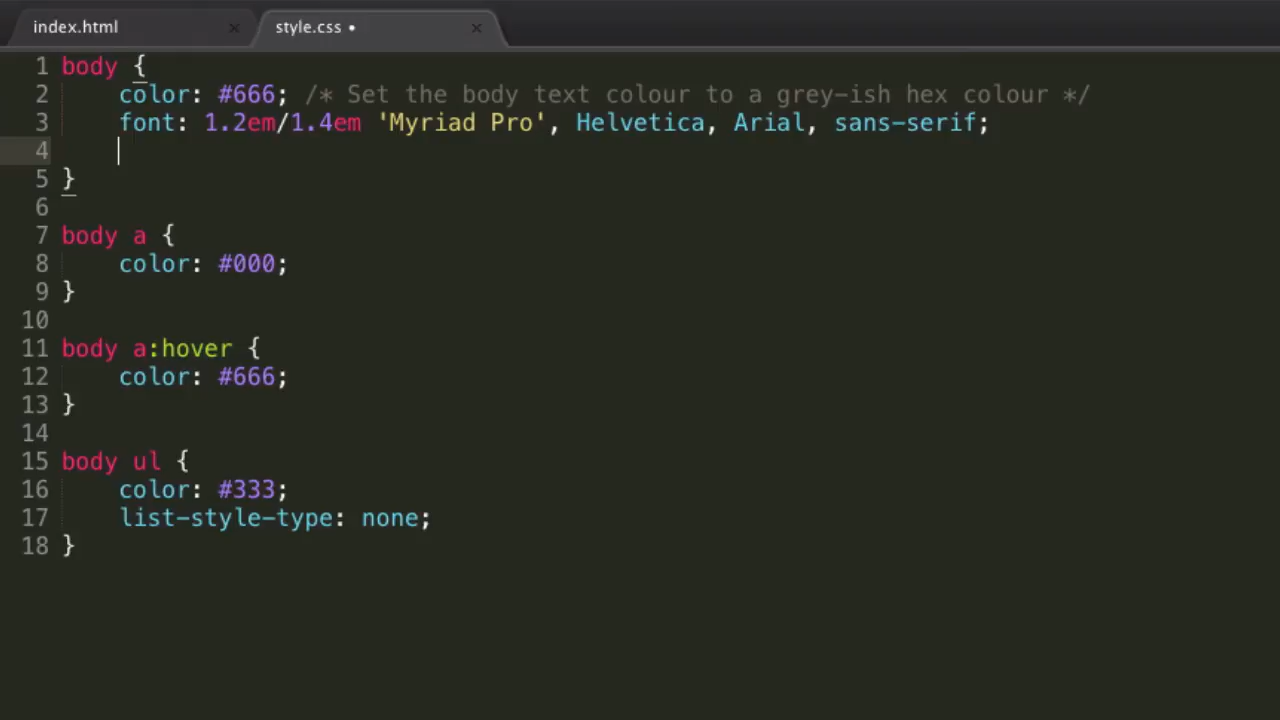 index.html × style.css • ×
1 body {
2 color: #666; /* Set the body text colour to a grey-ish hex colour */
3 font: 1.2em/1.4em 'Myriad Pro', Helvetica, Arial, sans-serif;
4
5 }
6
7 body a {
8 color: #000;
9 }
10
11 body a:hover {
12 color: #666;
13 }
14
15 body ul {
16 color: #333;
17 list-style-type: none;
18 }